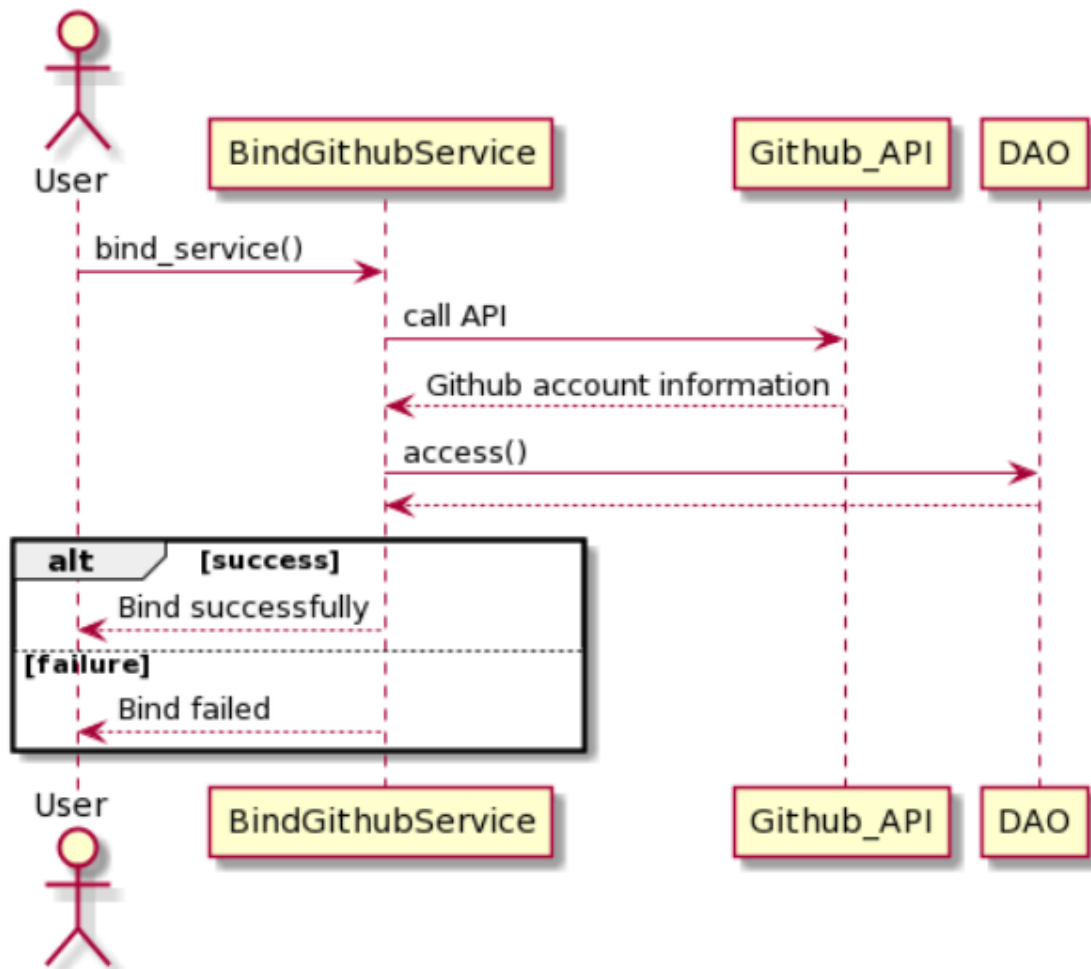 User
BindGithubService
Github_API
DAO
bind_service()
call API
Github account information
access()
alt
[success]
Bind successfully
[failure]
Bind failed
User
BindGithubService
Github_API
DAO